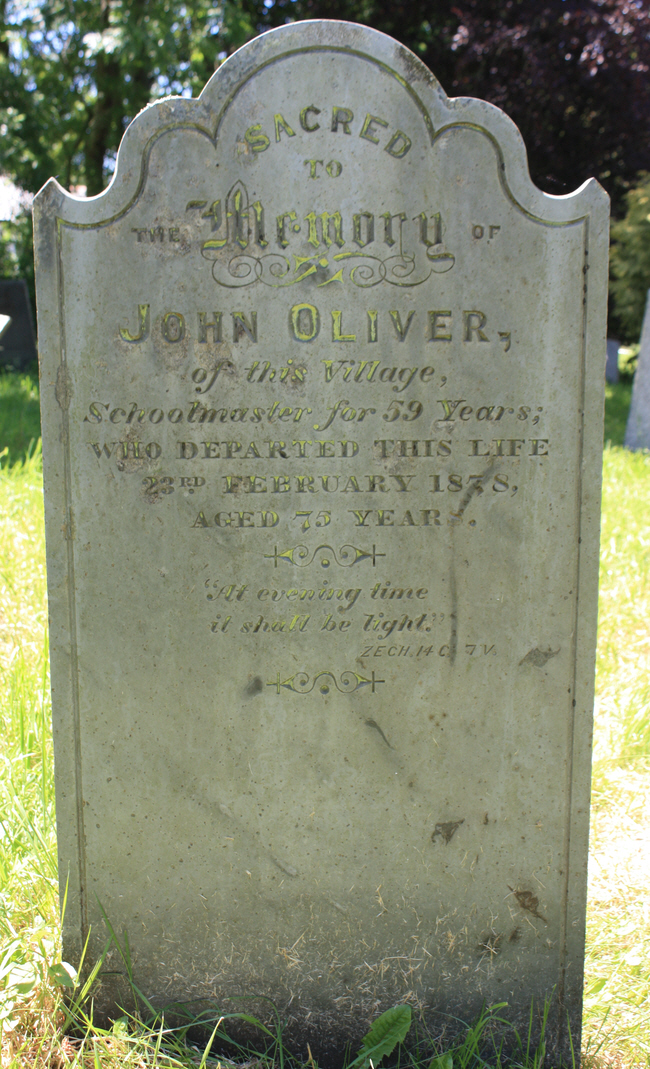 SACRED
TO
THE Memory OF
JOHN OLIVER,
of this Village,
Schoolmaster for 59 Years;
WHO DEPARTED THIS LIFE
23RD FEBRUARY 1878,
AGED 75 YEARS.
"At evening time
it shall be light."
ZECH. 14 C. 7 V.